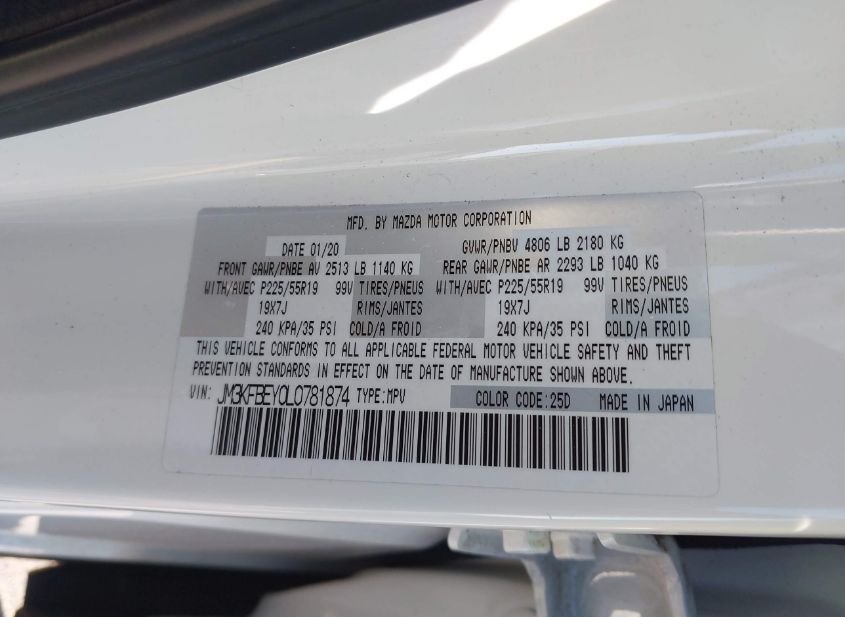 MFD. BY MAZDA MOTOR CORPORATION
DATE 01/20 GVWR/PNBV 4806 LB 2180 KG
FRONT GAWR/PNBE AV 2513 LB 1140 KG REAR GAWR/PNBE AR 2293 LB 1040 KG
WITH/AVEC P225/55R19 99V TIRES/PNEUS WITH/AVEC P225/55R19 99V TIRES/PNEUS
19X7J RIMS/JANTES 19X7J RIMS/JANTES
240 KPA/35 PSI COLD/A FROID 240 KPA/35 PSI COLD/A FROID
THIS VEHICLE CONFORMS TO ALL APPLICABLE FEDERAL MOTOR VEHICLE SAFETY AND THEFT
PREVENTION STANDARDS IN EFFECT ON THE DATE OF MANUFACTURE SHOWN ABOVE.
VIN: JM3KFBEY0L0781874 TYPE:MPV COLOR CODE:25D MADE IN JAPAN